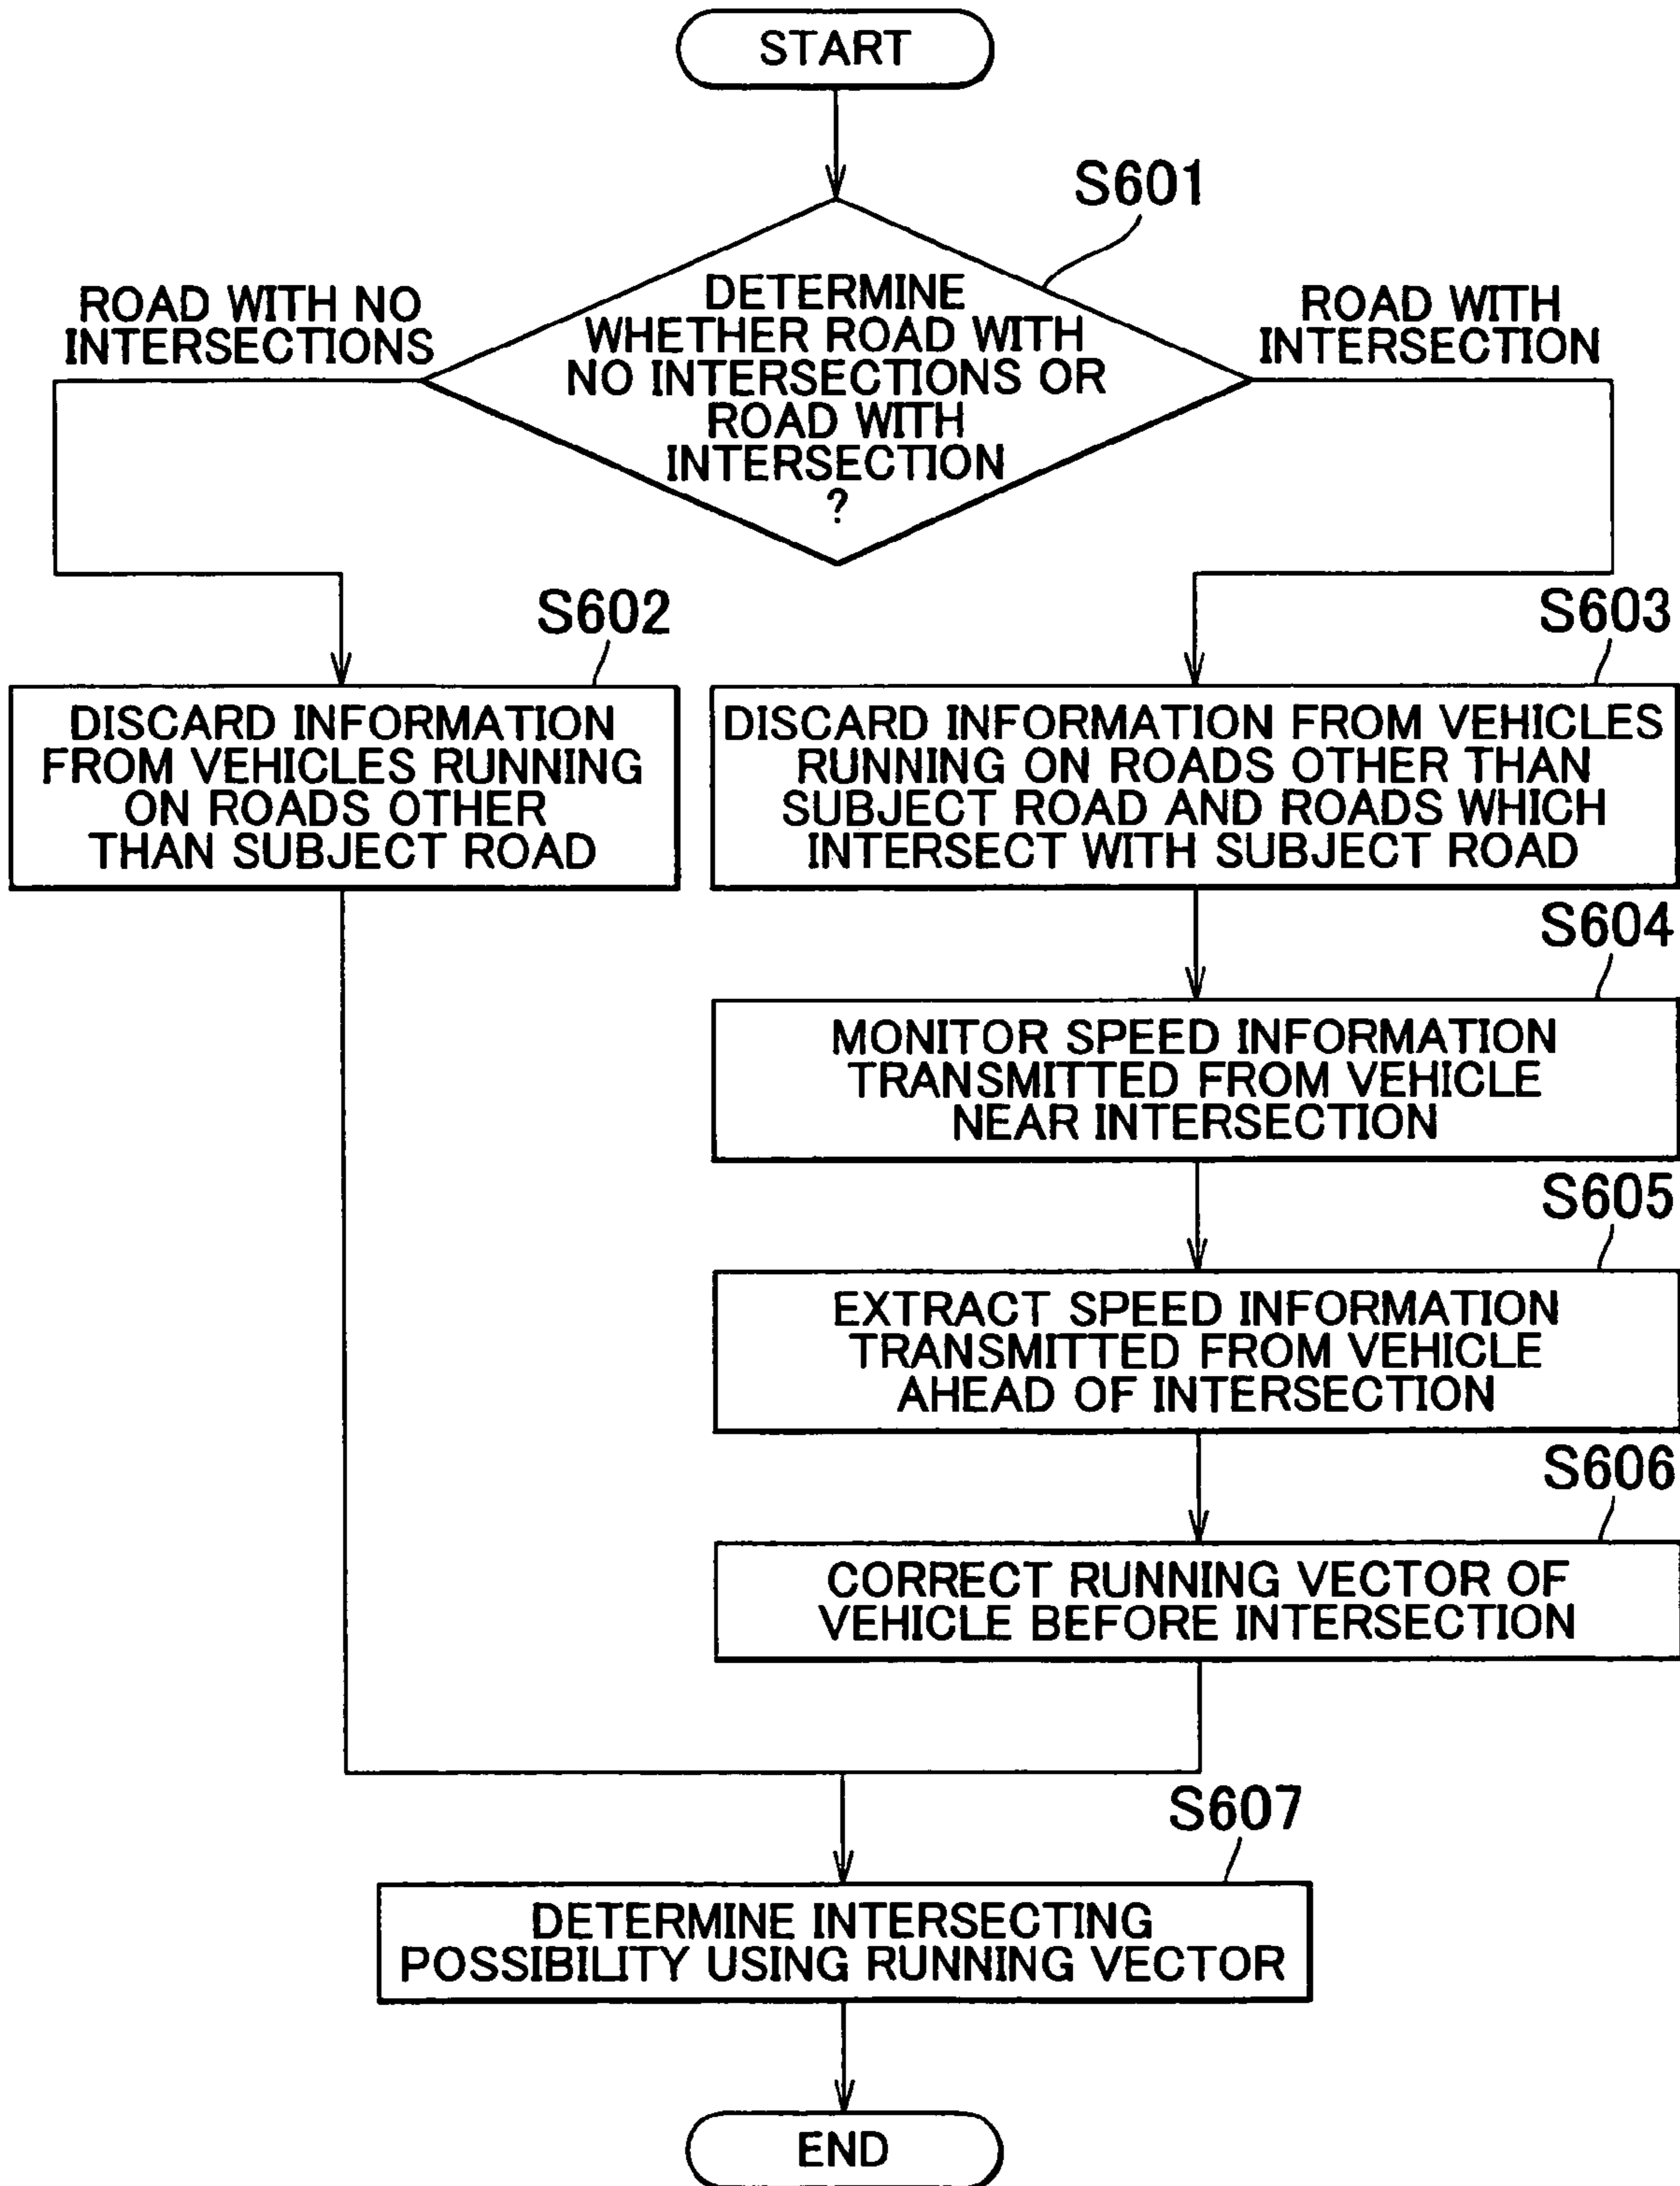 START
S601
ROAD WITH NO
INTERSECTIONS
DETERMINE
WHETHER ROAD WITH
NO INTERSECTIONS OR
ROAD WITH
INTERSECTION
?
ROAD WITH
INTERSECTION
S602
DISCARD INFORMATION
FROM VEHICLES RUNNING
ON ROADS OTHER
THAN SUBJECT ROAD
S603
DISCARD INFORMATION FROM VEHICLES
RUNNING ON ROADS OTHER THAN
SUBJECT ROAD AND ROADS WHICH
INTERSECT WITH SUBJECT ROAD
S604
MONITOR SPEED INFORMATION
TRANSMITTED FROM VEHICLE
NEAR INTERSECTION
S605
EXTRACT SPEED INFORMATION
TRANSMITTED FROM VEHICLE
AHEAD OF INTERSECTION
S606
CORRECT RUNNING VECTOR OF
VEHICLE BEFORE INTERSECTION
S607
DETERMINE INTERSECTING
POSSIBILITY USING RUNNING VECTOR
END